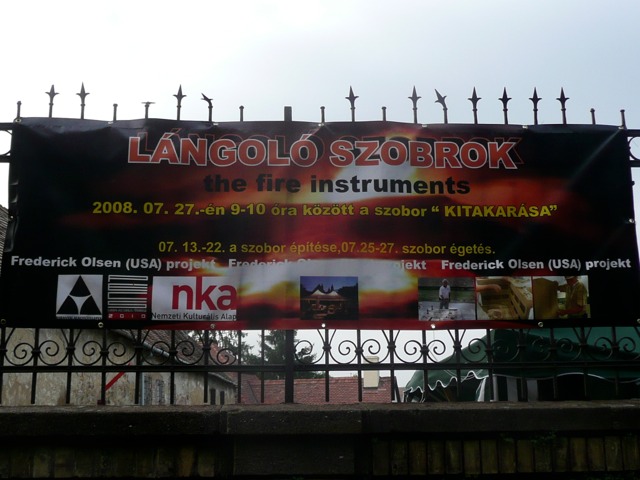 LÁNGOLÓ SZOBROK
the fire instruments
2008. 07. 27.-én 9-10 óra között a szobor " KITAKARÁSA"
07. 13.-22. a szobor építése,07.25-27. szobor égetés.
Frederick Olsen (USA) projekt Frederick Olsen (USA) projekt Frederick Olsen (USA) projekt
nka
Nemzeti Kulturális Alap